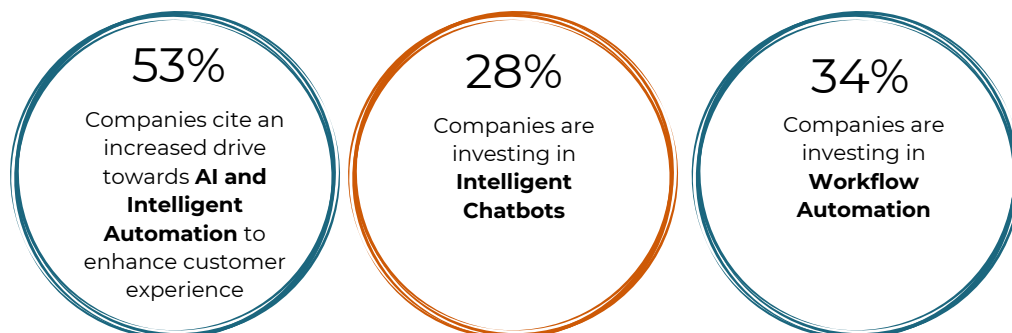 53%
Companies cite an
increased drive
towards AI and
Intelligent
Automation to
enhance customer
experience
28%
Companies are
investing in
Intelligent
Chatbots
34%
Companies are
investing in
Workflow
Automation